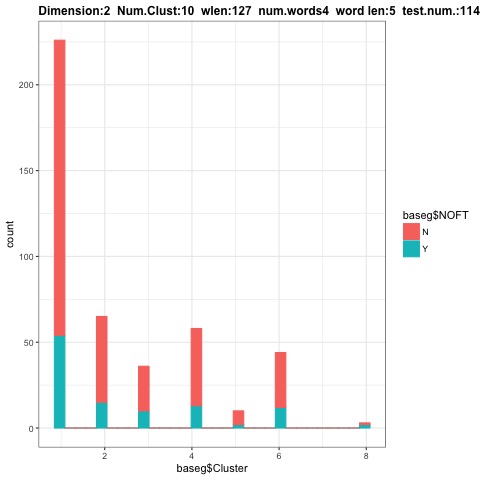 Dimension:2  Num.Clust:10  wlen:127  num.words4  word len:5  test.num.:114
200
150
100
50
0
count
2 4 6 8
baseg$Cluster
baseg$NOFT
N
Y